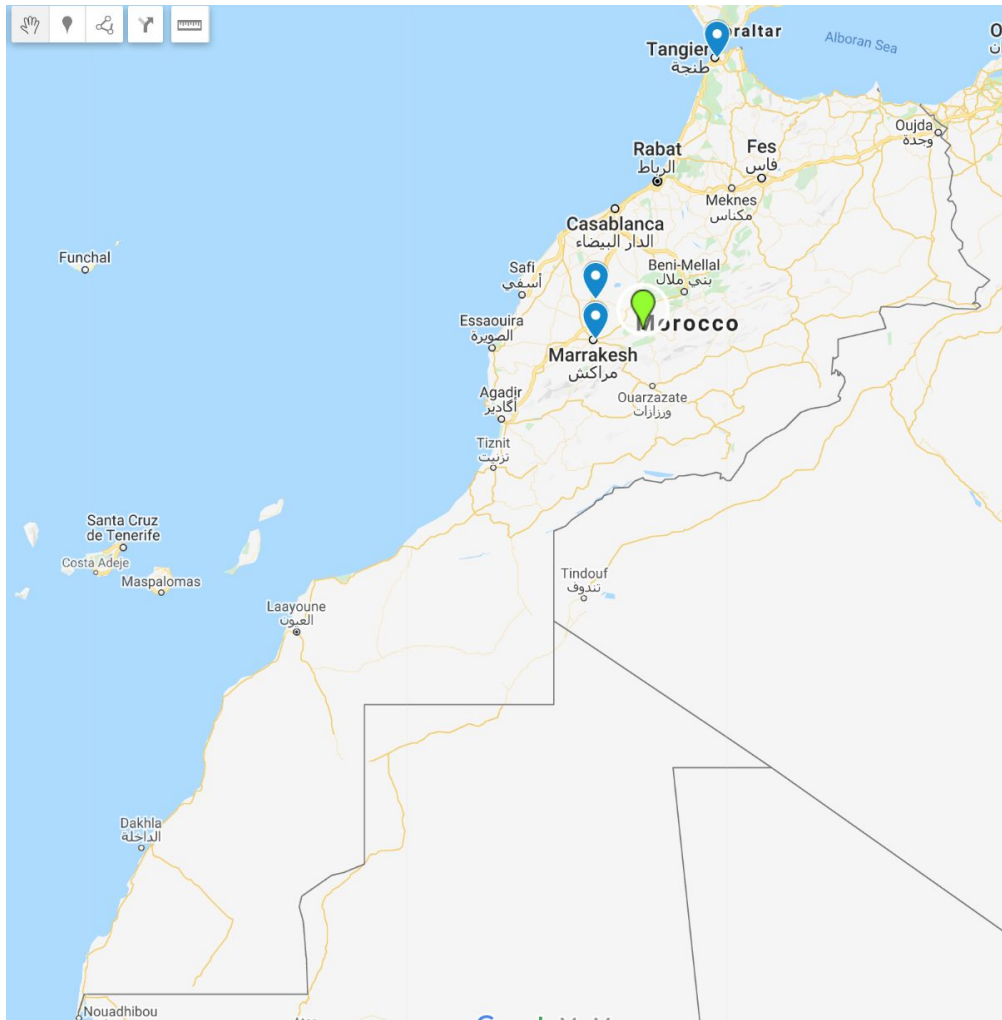 Gibraltar
Alboran Sea
Tangier
طنجة
Oujda
وجدة
Rabat
الرباط
Fes
فاس
Meknes
مكناس
Casablanca
الدار البيضاء
Funchal
Safi
أسفي
Beni-Mellal
بني ملال
Essaouira
الصويرة
Morocco
Marrakesh
مراكش
Ouarzazate
ورزازات
Agadir
أڭادير
Tiznit
تزنيت
Santa Cruz
de Tenerife
Costa Adeje
Maspalomas
Tindouf
تندوف
Laayoune
العيون
Dakhla
الداخلة
Nouadhibou